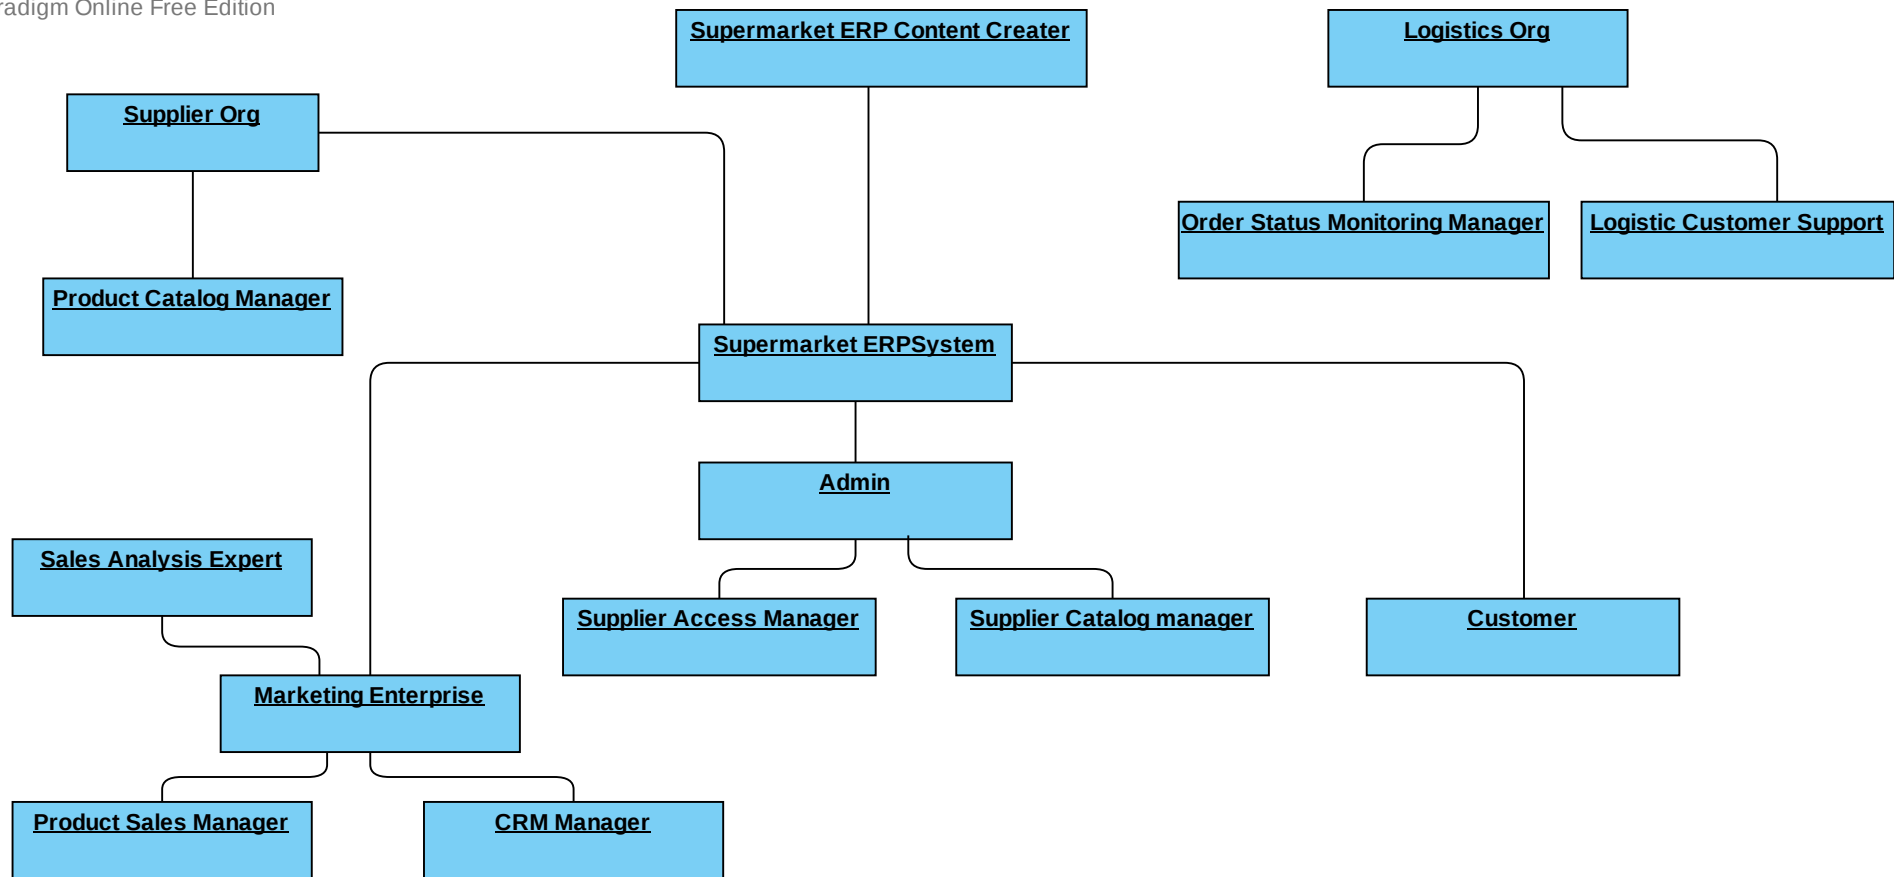 radigm Online Free Edition
Supermarket ERP Content Creater
Logistics Org
Supplier Org
Order Status Monitoring Manager
Logistic Customer Support
Product Catalog Manager
Supermarket ERPSystem
Admin
Sales Analysis Expert
Supplier Access Manager
Supplier Catalog manager
Customer
Marketing Enterprise
Product Sales Manager
CRM Manager